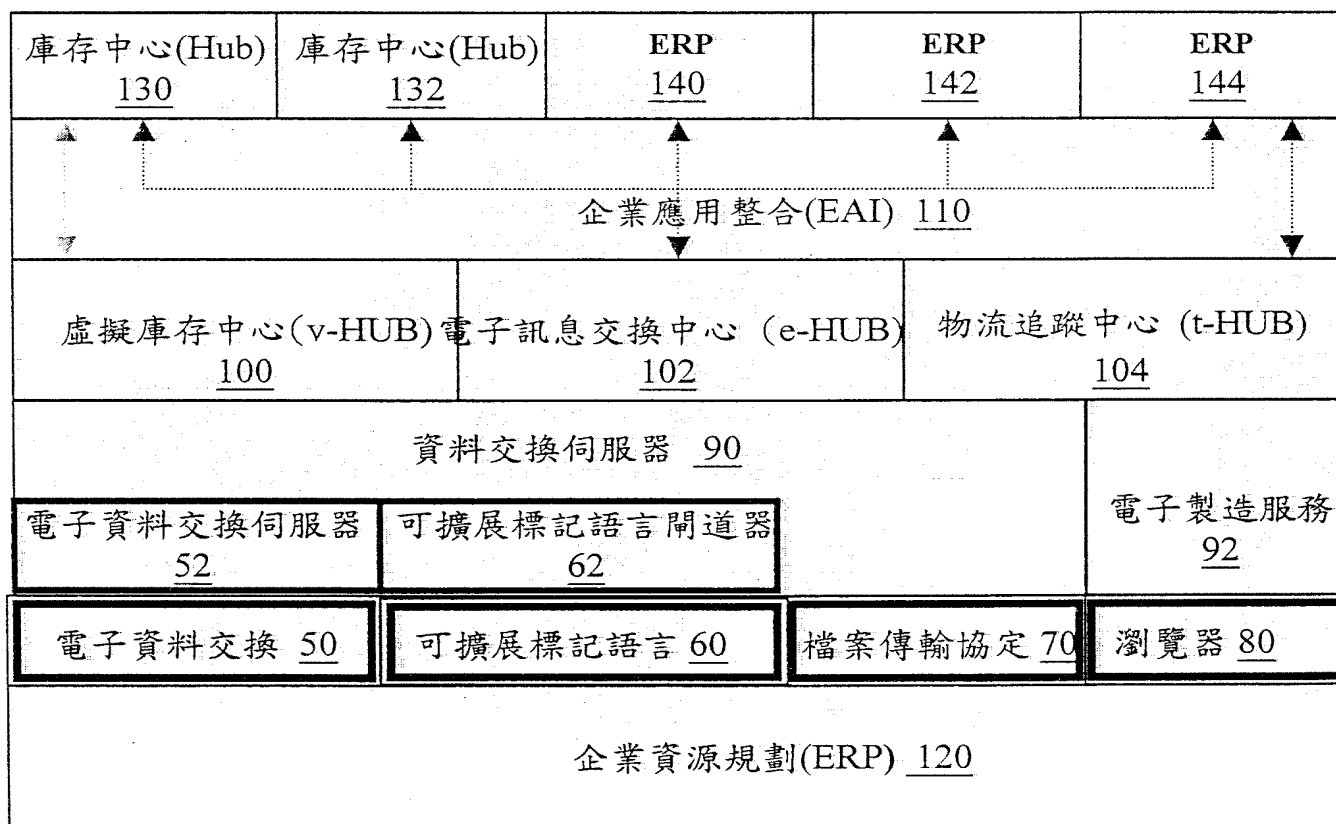 庫存中心(Hub) 庫存中心(Hub) ERP ERP ERP
130 132 140 142 144
企業應用整合(EAI) 110
虛擬庫存中心(v-HUB) 電子訊息交換中心 (e-HUB) 物流追蹤中心 (t-HUB)
100 102 104
資料交換伺服器 90
電子資料交換伺服器 可擴展標記語言閘道器 電子製造服務
52 62 92
電子資料交換 50 可擴展標記語言 60 檔案傳輸協定 70 瀏覽器 80
企業資源規劃(ERP) 120